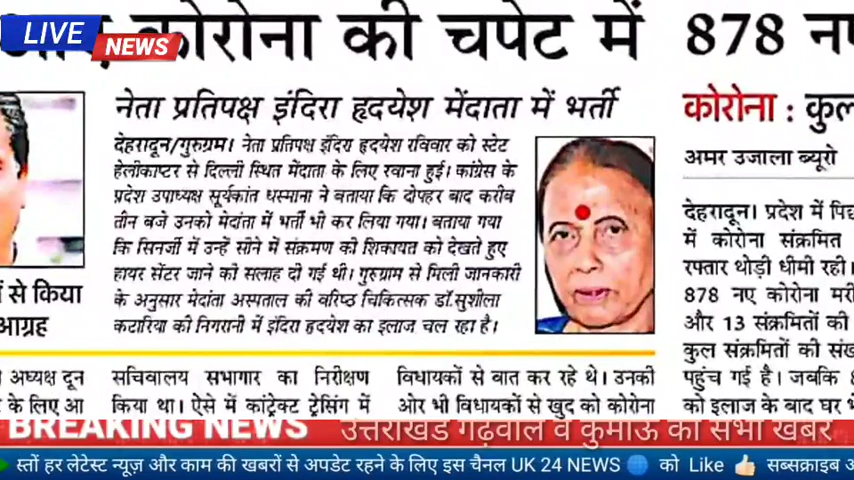 LIVE
NEWS
कोरोना की चपेट में
878
नेता प्रतिपक्ष इंदिरा हृदयेश मेंदाता में भर्ती
देहरादून/गुरुग्राम। नेता प्रतिपक्ष इंदिरा हृदयेश रविवार को स्टेट
हेलीकाप्टर से दिल्ली स्थित मेंदाता के लिए रवाना हुई। कांग्रेस के
प्रदेश उपाध्यक्ष सूर्यकांत धस्माना ने बताया कि दोपहर बाद करीब
तीन बजे उनको मेदांता में भर्ती भी कर लिया गया। बताया गया
कि सिनर्जी में उन्हें सीने में संक्रमण की शिकायत को देखते हुए
हायर सेंटर जाने की सलाह दी गई थी। गुरुग्राम से मिली जानकारी
के अनुसार मेदांता अस्पताल की वरिष्ठ चिकित्सक डॉ.सुशीला
कटारिया की निगरानी में इंदिरा हृदयेश का इलाज चल रहा है।
से किया
आग्रह
अध्यक्ष दून
के लिए आ
सचिवालय सभागार का निरीक्षण
किया था। ऐसे में कांट्रेक्ट ट्रेसिंग में
विधायकों से बात कर रहे थे। उनकी
ओर भी विधायकों से खुद को कोरोना
कोरोना : कुल
अमर उजाला ब्यूरो
देहरादून। प्रदेश में
में कोरोना संक्रमित
रफ्तार थोड़ी धीमी रही।
878 नए कोरोना मरी
और 13 संक्रमितों की
कुल संक्रमितों की संख
पहुंच गई है। जबकि
को इलाज के बाद घर
BREAKING NEWS उत्तराखंड गढ़वाल व कुमाऊ की सभी खबर
स्तों हर लेटेस्ट न्यूज़ और काम की खबरों से अपडेट रहने के लिए इस चैनल UK 24 NEWS 🌐 को Like 👍🏻 सब्सक्राइब